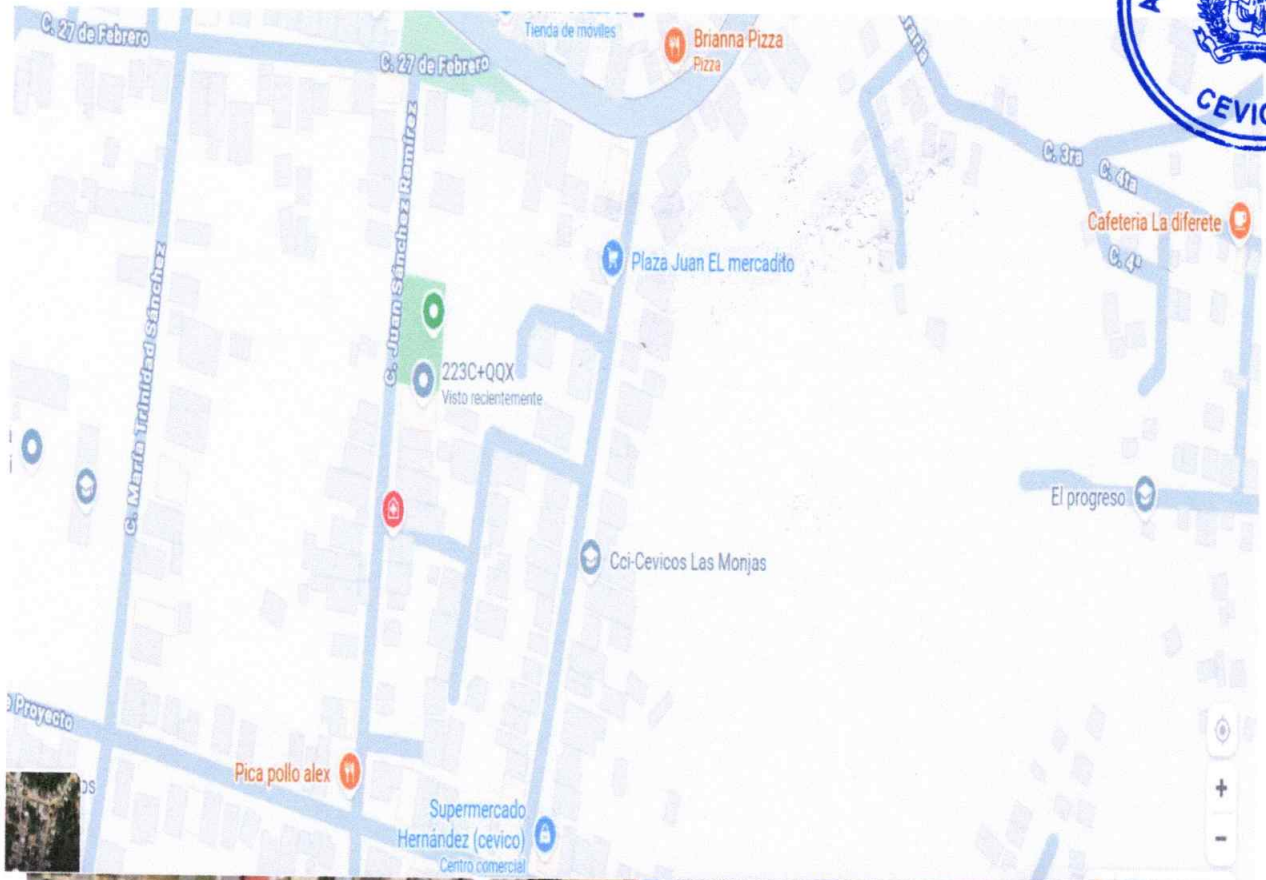 C. 27 de Febrero
C. 27 de Febrero
Tienda de móviles
Brianna Pizza
Pizza
CEVIC
C. 3ra
C. 4ta
Cafeteria La diferete
C. 4ª
Plaza Juan EL mercadito
C. María Trinidad Sánchez
C. Juan Sánchez Ramírez
223C+QQX
Visto recientemente
El progreso
Cci-Cevicos Las Monjas
Proyecto
Pica pollo alex
Supermercado
Hernández (cevico)
Centro comercial